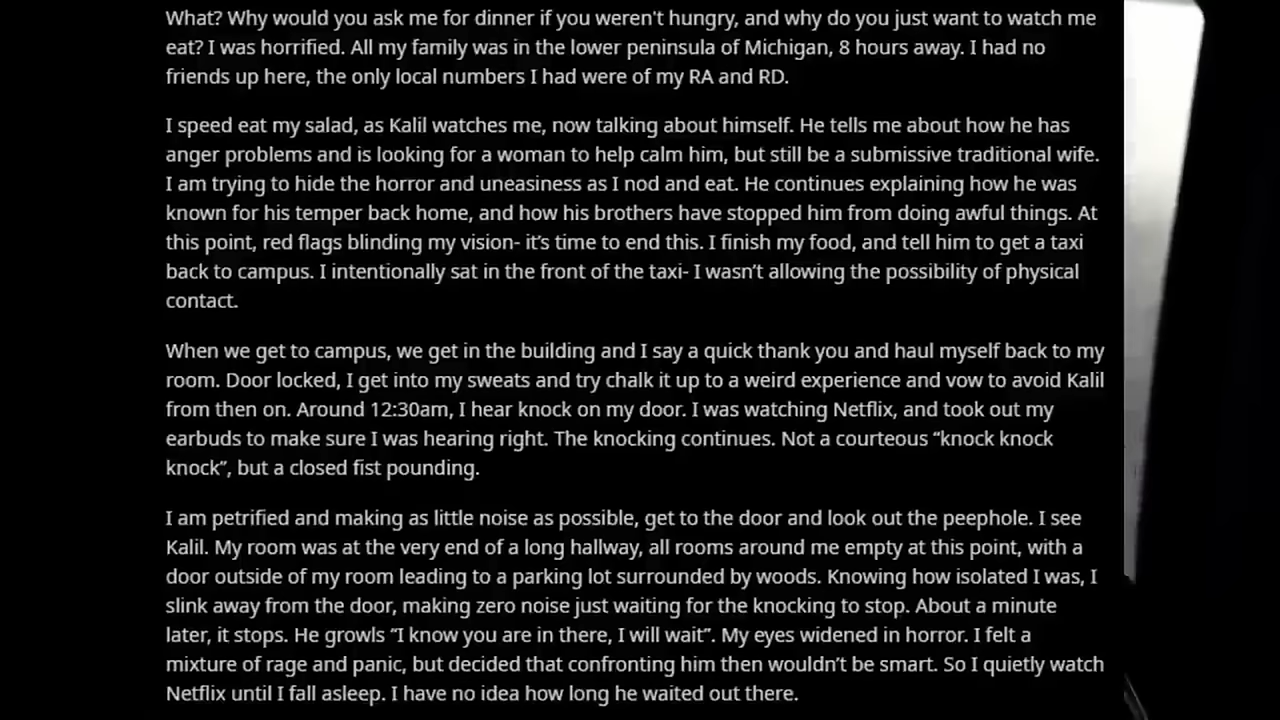 What? Why would you ask me for dinner if you weren't hungry, and why do you just want to watch me
eat? I was horrified. All my family was in the lower peninsula of Michigan, 8 hours away. I had no
friends up here, the only local numbers I had were of my RA and RD.
I speed eat my salad, as Kalil watches me, now talking about himself. He tells me about how he has
anger problems and is looking for a woman to help calm him, but still be a submissive traditional wife.
I am trying to hide the horror and uneasiness as I nod and eat. He continues explaining how he was
known for his temper back home, and how his brothers have stopped him from doing awful things. At
this point, red flags blinding my vision- it’s time to end this. I finish my food, and tell him to get a taxi
back to campus. I intentionally sat in the front of the taxi- I wasn’t allowing the possibility of physical
contact.
When we get to campus, we get in the building and I say a quick thank you and haul myself back to my
room. Door locked, I get into my sweats and try chalk it up to a weird experience and vow to avoid Kalil
from then on. Around 12:30am, I hear knock on my door. I was watching Netflix, and took out my
earbuds to make sure I was hearing right. The knocking continues. Not a courteous “knock knock
knock”, but a closed fist pounding.
I am petrified and making as little noise as possible, get to the door and look out the peephole. I see
Kalil. My room was at the very end of a long hallway, all rooms around me empty at this point, with a
door outside of my room leading to a parking lot surrounded by woods. Knowing how isolated I was, I
slink away from the door, making zero noise just waiting for the knocking to stop. About a minute
later, it stops. He growls “I know you are in there, I will wait”. My eyes widened in horror. I felt a
mixture of rage and panic, but decided that confronting him then wouldn’t be smart. So I quietly watch
Netflix until I fall asleep. I have no idea how long he waited out there.